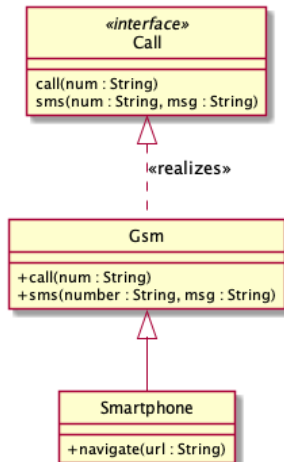 «interface»
Call
call(num : String)
sms(num : String, msg : String)
«realizes»
Gsm
+call(num : String)
+sms(number : String, msg : String)
Smartphone
+navigate(url : String)